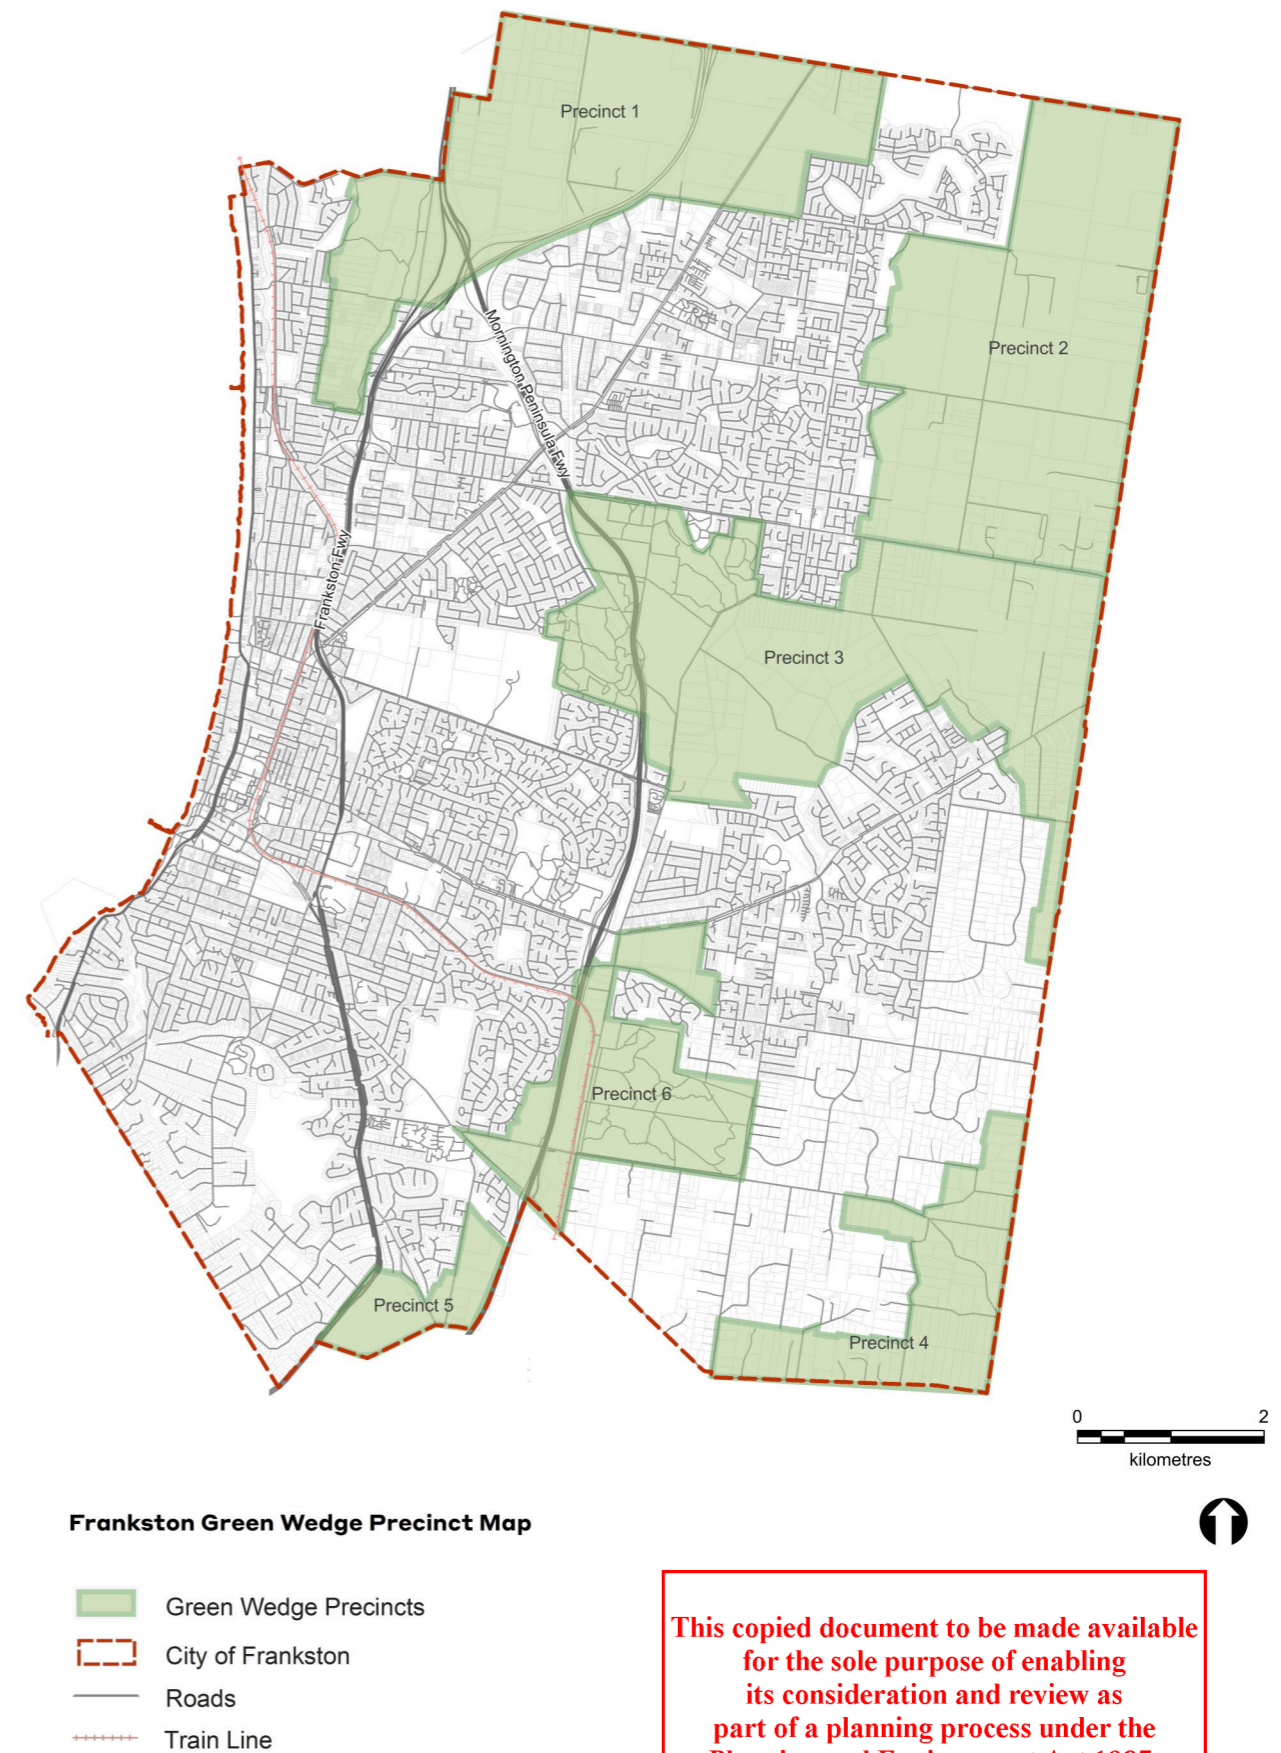 Precinct 1
Precinct 2
Mornington Peninsula Fwy
Frankston Fwy
Precinct 3
Precinct 6
Precinct 5
Precinct 4
0 2
kilometres
Frankston Green Wedge Precinct Map
Green Wedge Precincts
City of Frankston
Roads
Train Line
This copied document to be made available
for the sole purpose of enabling
its consideration and review as
part of a planning process under the